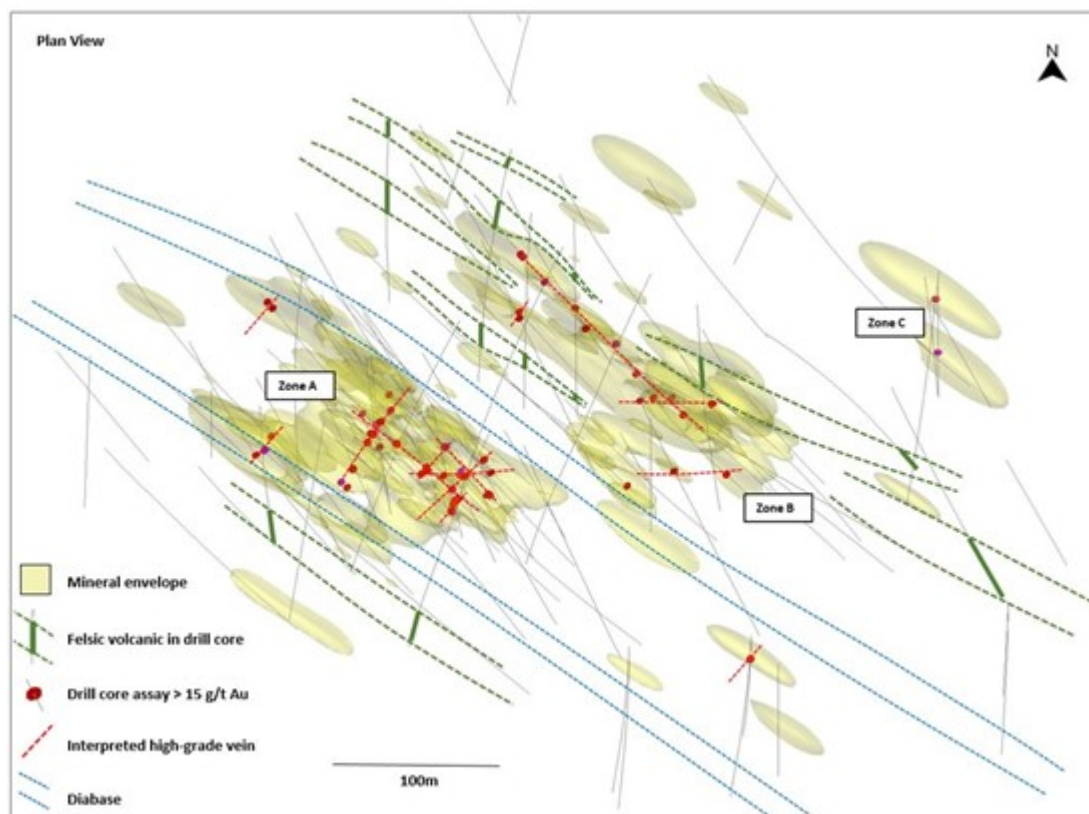 Plan View
N
Zone C
Zone A
Zone B
Mineral envelope
Felsic volcanic in drill core
Drill core assay > 15 g/t Au
Interpreted high-grade vein
Diabase
100m